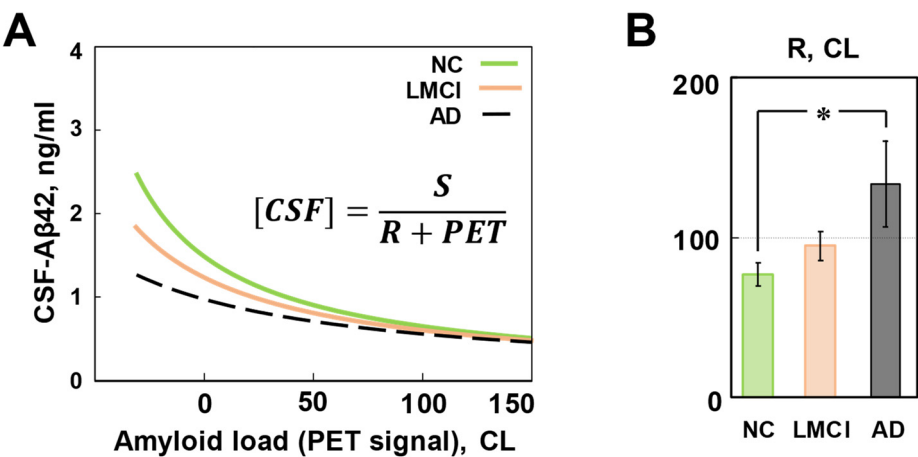 A
4
3
2
1
0
CSF-Aβ42, ng/ml
NC
LMCI
AD
[CSF] = S / R + PET
0 50 100 150
Amyloid load (PET signal), CL
B
R, CL
200
100
0
*
NC LMCI AD